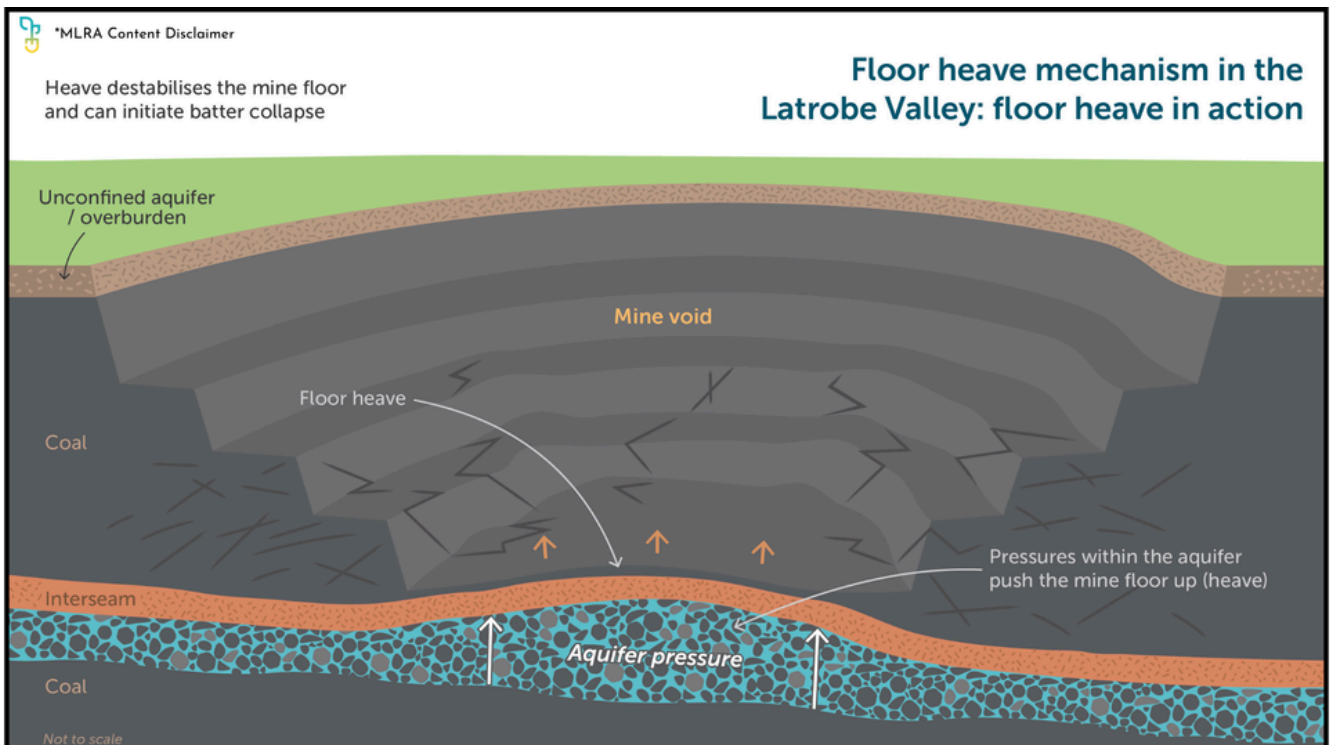 *MLRA Content Disclaimer
Heave destabilises the mine floor
and can initiate batter collapse
Floor heave mechanism in the
Latrobe Valley: floor heave in action
Unconfined aquifer
/ overburden
Mine void
Floor heave
Coal
Pressures within the aquifer
push the mine floor up (heave)
Interseam
Aquifer pressure
Coal
Not to scale